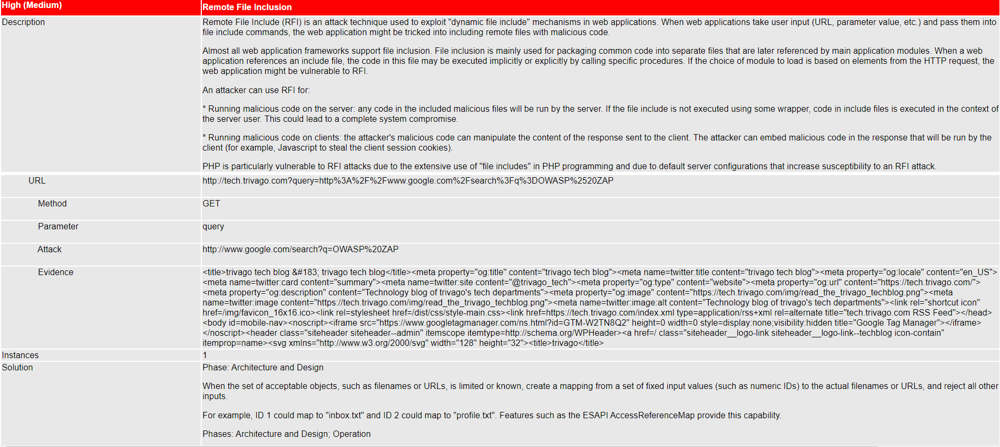 High (Medium)
Remote File Inclusion
Description
Remote File Include (RFI) is an attack technique used to exploit "dynamic file include" mechanisms in web applications. When web applications take user input (URL, parameter value, etc.) and pass them into
file include commands, the web application might be tricked into including remote files with malicious code.
Almost all web application frameworks support file inclusion. File inclusion is mainly used for packaging common code into separate files that are later referenced by main application modules. When a web
application references an include file, the code in this file may be executed implicitly or explicitly by calling specific procedures. If the choice of module to load is based on elements from the HTTP request, the
web application might be vulnerable to RFI.
An attacker can use RFI for:
* Running malicious code on the server: any code in the included malicious files will be run by the server. If the file include is not executed using some wrapper, code in include files is executed in the context of
the server user. This could lead to a complete system compromise.
* Running malicious code on clients: the attacker's malicious code can manipulate the content of the response sent to the client. The attacker can embed malicious code in the response that will be run by the
client (for example, Javascript to steal the client session cookies).
PHP is particularly vulnerable to RFI attacks due to the extensive use of "file includes" in PHP programming and due to default server configurations that increase susceptibility to an RFI attack.
URL
http://tech.trivago.com?query=http%3A%2F%2Fwww.google.com%2Fsearch%3Fq%3DOWASP%2520ZAP
Method
GET
Parameter
query
Attack
http://www.google.com/search?q=OWASP%20ZAP
Evidence
<title>trivago tech blog &#183; trivago tech blog</title><meta property="og:title" content="trivago tech blog"><meta name=twitter:title content="trivago tech blog"><meta property="og:locale" content="en_US">
<meta name=twitter:card content="summary"><meta name=twitter:site content="@trivago_tech"><meta property="og:type" content="website"><meta property="og:url" content="https://tech.trivago.com/">
<meta property="og:description" content="Technology blog of trivago's tech departments"><meta property="og:image" content="https://tech.trivago.com/img/read_the_trivago_techblog.png"><meta
name=twitter:image content="https://tech.trivago.com/img/read_the_trivago_techblog.png"><meta name=twitter:image:alt content="Technology blog of trivago's tech departments"><link rel="shortcut icon"
href=/img/favicon_16x16.ico><link rel=stylesheet href=/dist/css/style-main.css><link href=https://tech.trivago.com/index.xml type=application/rss+xml rel=alternate title="tech.trivago.com RSS Feed"></head>
<body id=mobile-nav><noscript><iframe src="https://www.googletagmanager.com/ns.html?id=GTM-W2TN8Q2" height=0 width=0 style=display:none;visibility:hidden title="Google Tag Manager"></iframe>
</noscript><header class="siteheader siteheader--admin" itemscope itemtype=http://schema.org/WPHeader><a href=/ class="siteheader__logo-link siteheader__logo-link--techblog icon-contain"
itemprop=name><svg xmlns="http://www.w3.org/2000/svg" width="128" height="32"><title>trivago</title>
Instances
1
Solution
Phase: Architecture and Design
When the set of acceptable objects, such as filenames or URLs, is limited or known, create a mapping from a set of fixed input values (such as numeric IDs) to the actual filenames or URLs, and reject all other
inputs.
For example, ID 1 could map to "inbox.txt" and ID 2 could map to "profile.txt". Features such as the ESAPI AccessReferenceMap provide this capability.
Phases: Architecture and Design; Operation